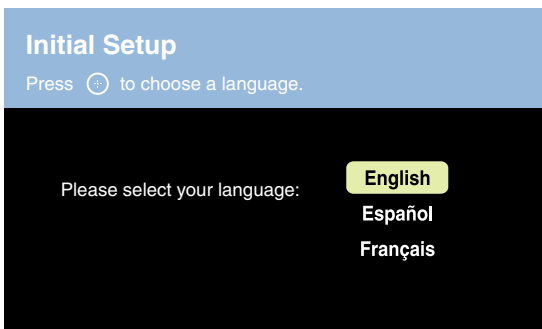 Initial Setup
Press to choose a language.
Please select your language:
English
Español
Français